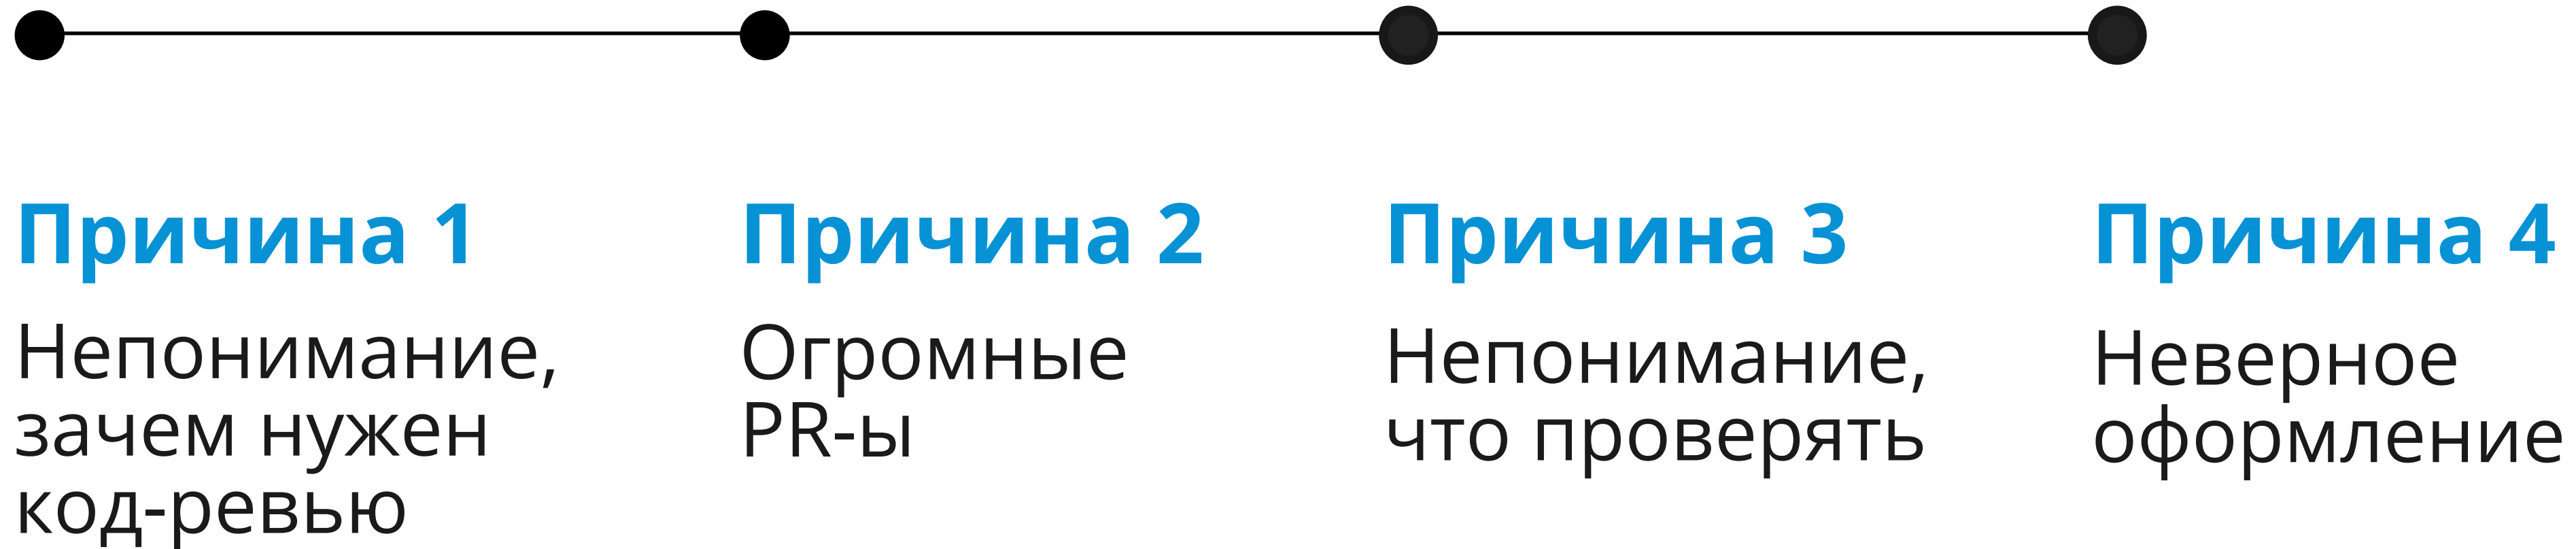 Причина 1
Непонимание,
зачем нужен
код-ревью
Причина 2
Огромные
PR-ы
Причина 3
Непонимание,
что проверять
Причина 4
Неверное
оформление